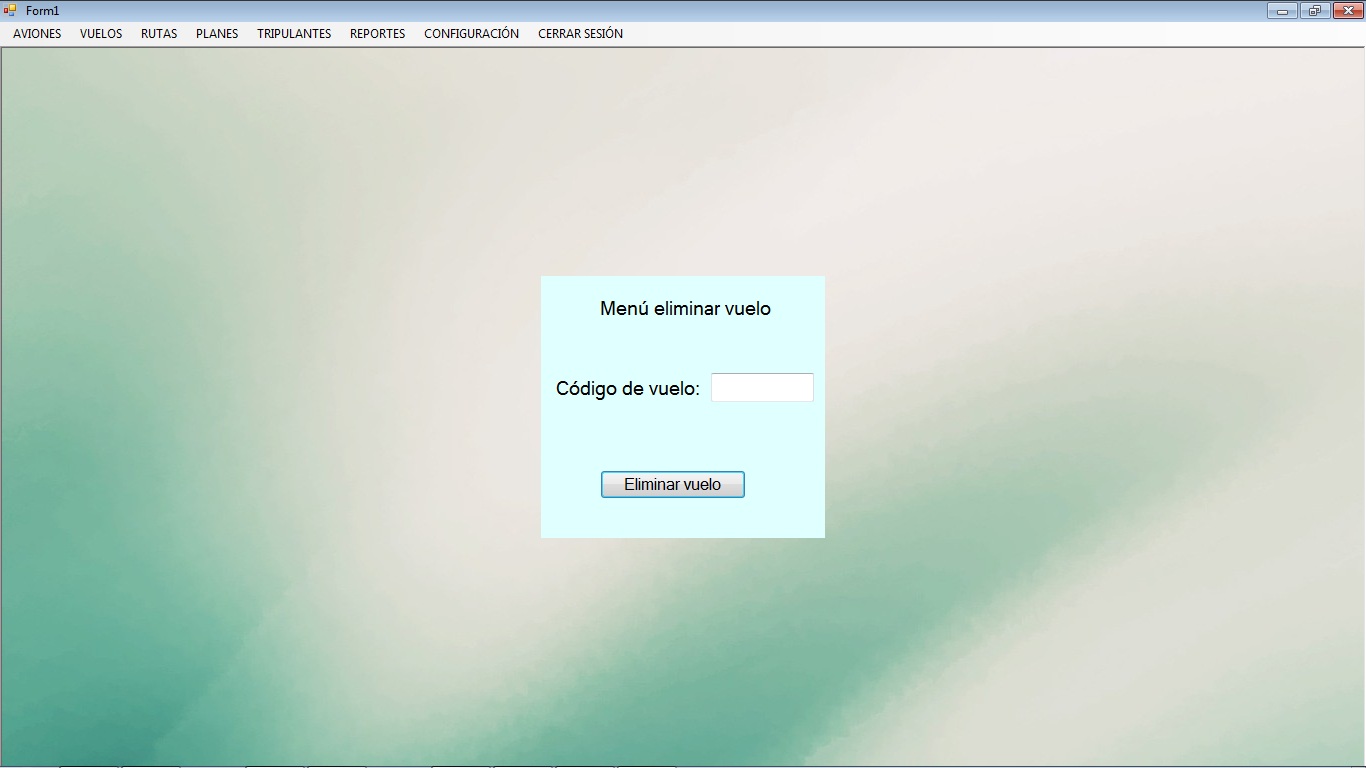 Form1
AVIONES VUELOS RUTAS PLANES TRIPULANTES REPORTES CONFIGURACIÓN CERRAR SESIÓN
Menú eliminar vuelo
Código de vuelo:
Eliminar vuelo